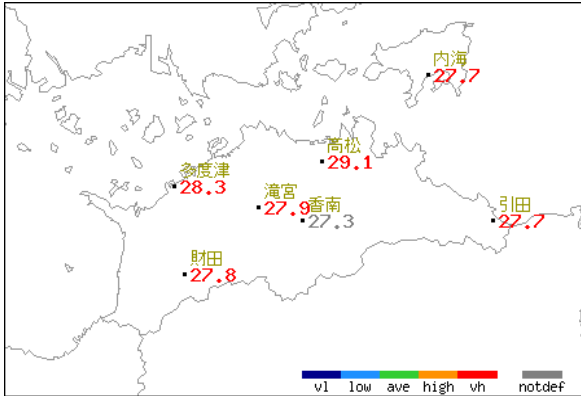 内海
27.7
高松
29.1
多度津
28.3
滝宮
27.9
香南
27.3
引田
27.7
財田
27.8
vl low ave high vh notdef